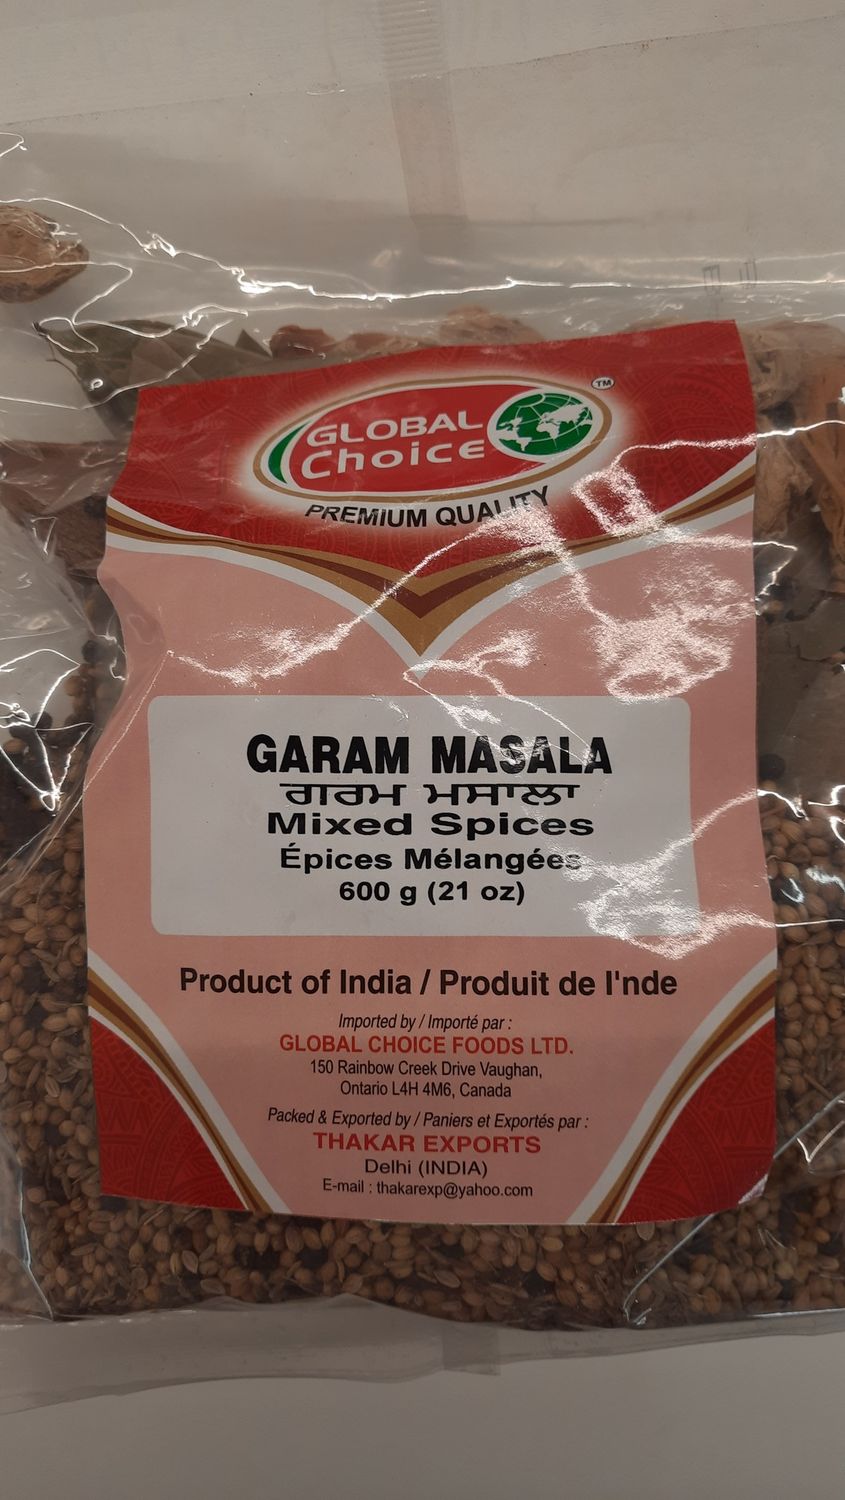 GLOBAL
Choice
TM
PREMIUM QUALITY
GARAM MASALA
ਗਰਮ ਮਸਾਲਾ
Mixed Spices
Épices Mélangées
600 g (21 oz)
Product of India / Produit de l'nde
Imported by / Importé par :
GLOBAL CHOICE FOODS LTD.
150 Rainbow Creek Drive Vaughan,
Ontario L4H 4M6, Canada
Packed & Exported by / Paniers et Exportés par :
THAKAR EXPORTS
Delhi (INDIA)
E-mail : thakarexp@yahoo.com